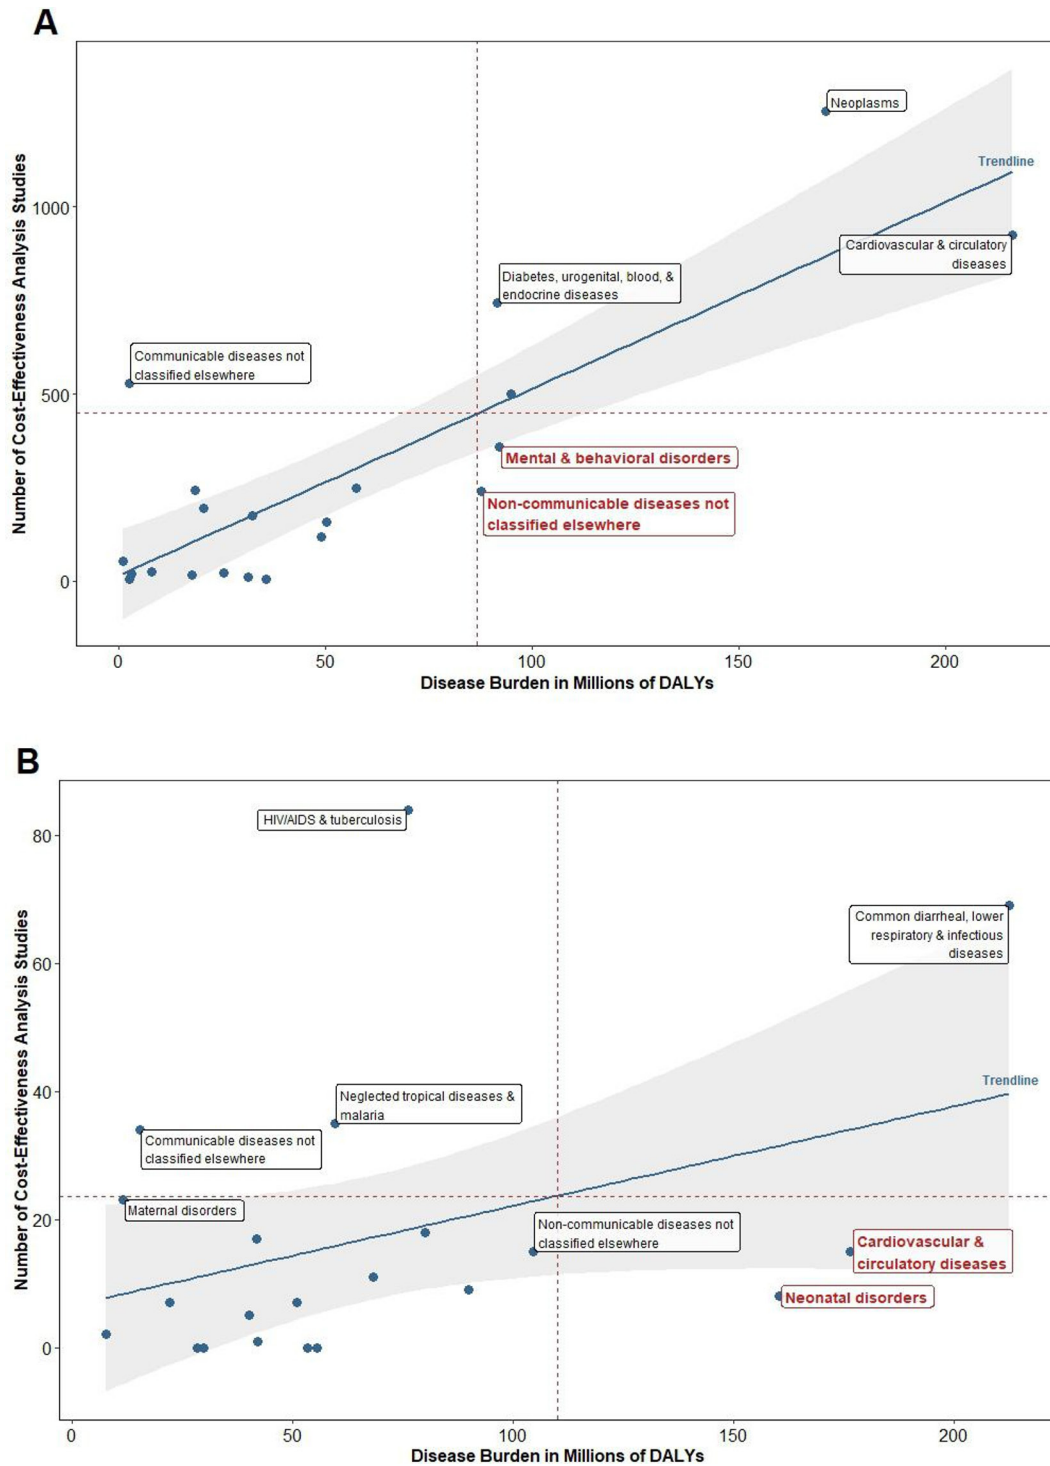 A
Number of Cost-Effectiveness Analysis Studies
1000
500
0
Neoplasms
Trendline
Cardiovascular & circulatory
diseases
Diabetes, urogenital, blood, &
endocrine diseases
Communicable diseases not
classified elsewhere
Mental & behavioral disorders
Non-communicable diseases not
classified elsewhere
0
50
100
150
200
Disease Burden in Millions of DALYs
B
Number of Cost-Effectiveness Analysis Studies
80
60
40
20
0
HIV/AIDS & tuberculosis
Common diarrheal, lower
respiratory & infectious
diseases
Trendline
Neglected tropical diseases &
malaria
Communicable diseases not
classified elsewhere
Maternal disorders
Non-communicable diseases not
classified elsewhere
Cardiovascular &
circulatory diseases
Neonatal disorders
0
50
100
150
200
Disease Burden in Millions of DALYs